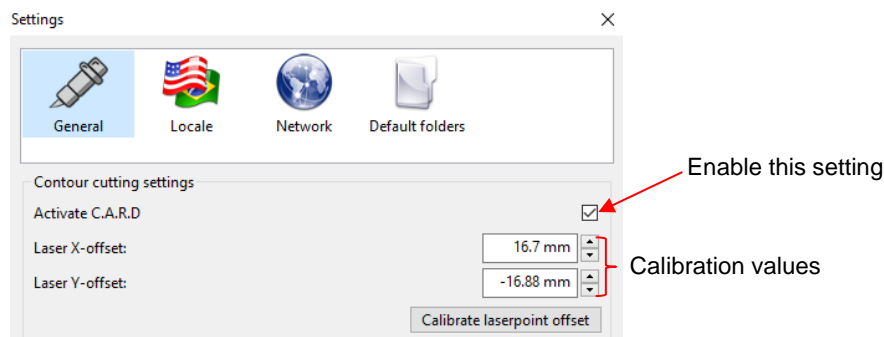 Settings
General Locale Network Default folders
Enable this setting
Contour cutting settings
Activate C.A.R.D
Laser X-offset: 16.7 mm
Calibration values
Laser Y-offset: -16.88 mm
Calibrate laserpoint offset